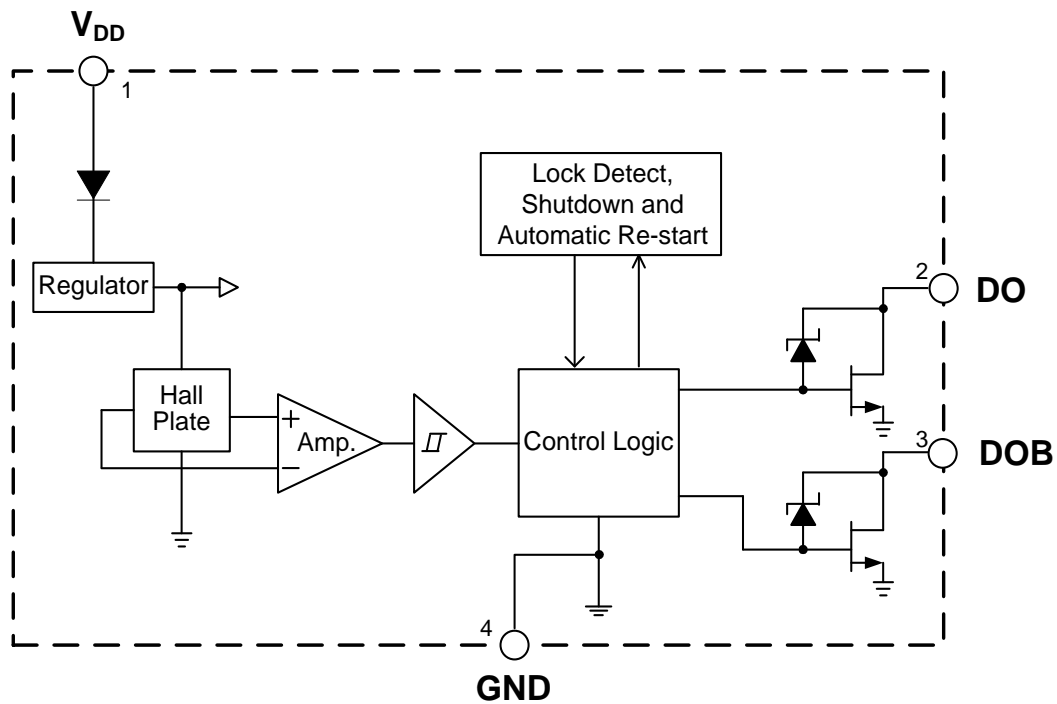 VDD
1
Lock Detect,
Shutdown and
Automatic Re-start
Regulator
2
DO
Hall
Plate
+
Amp.
−
Control Logic
3
DOB
4
GND